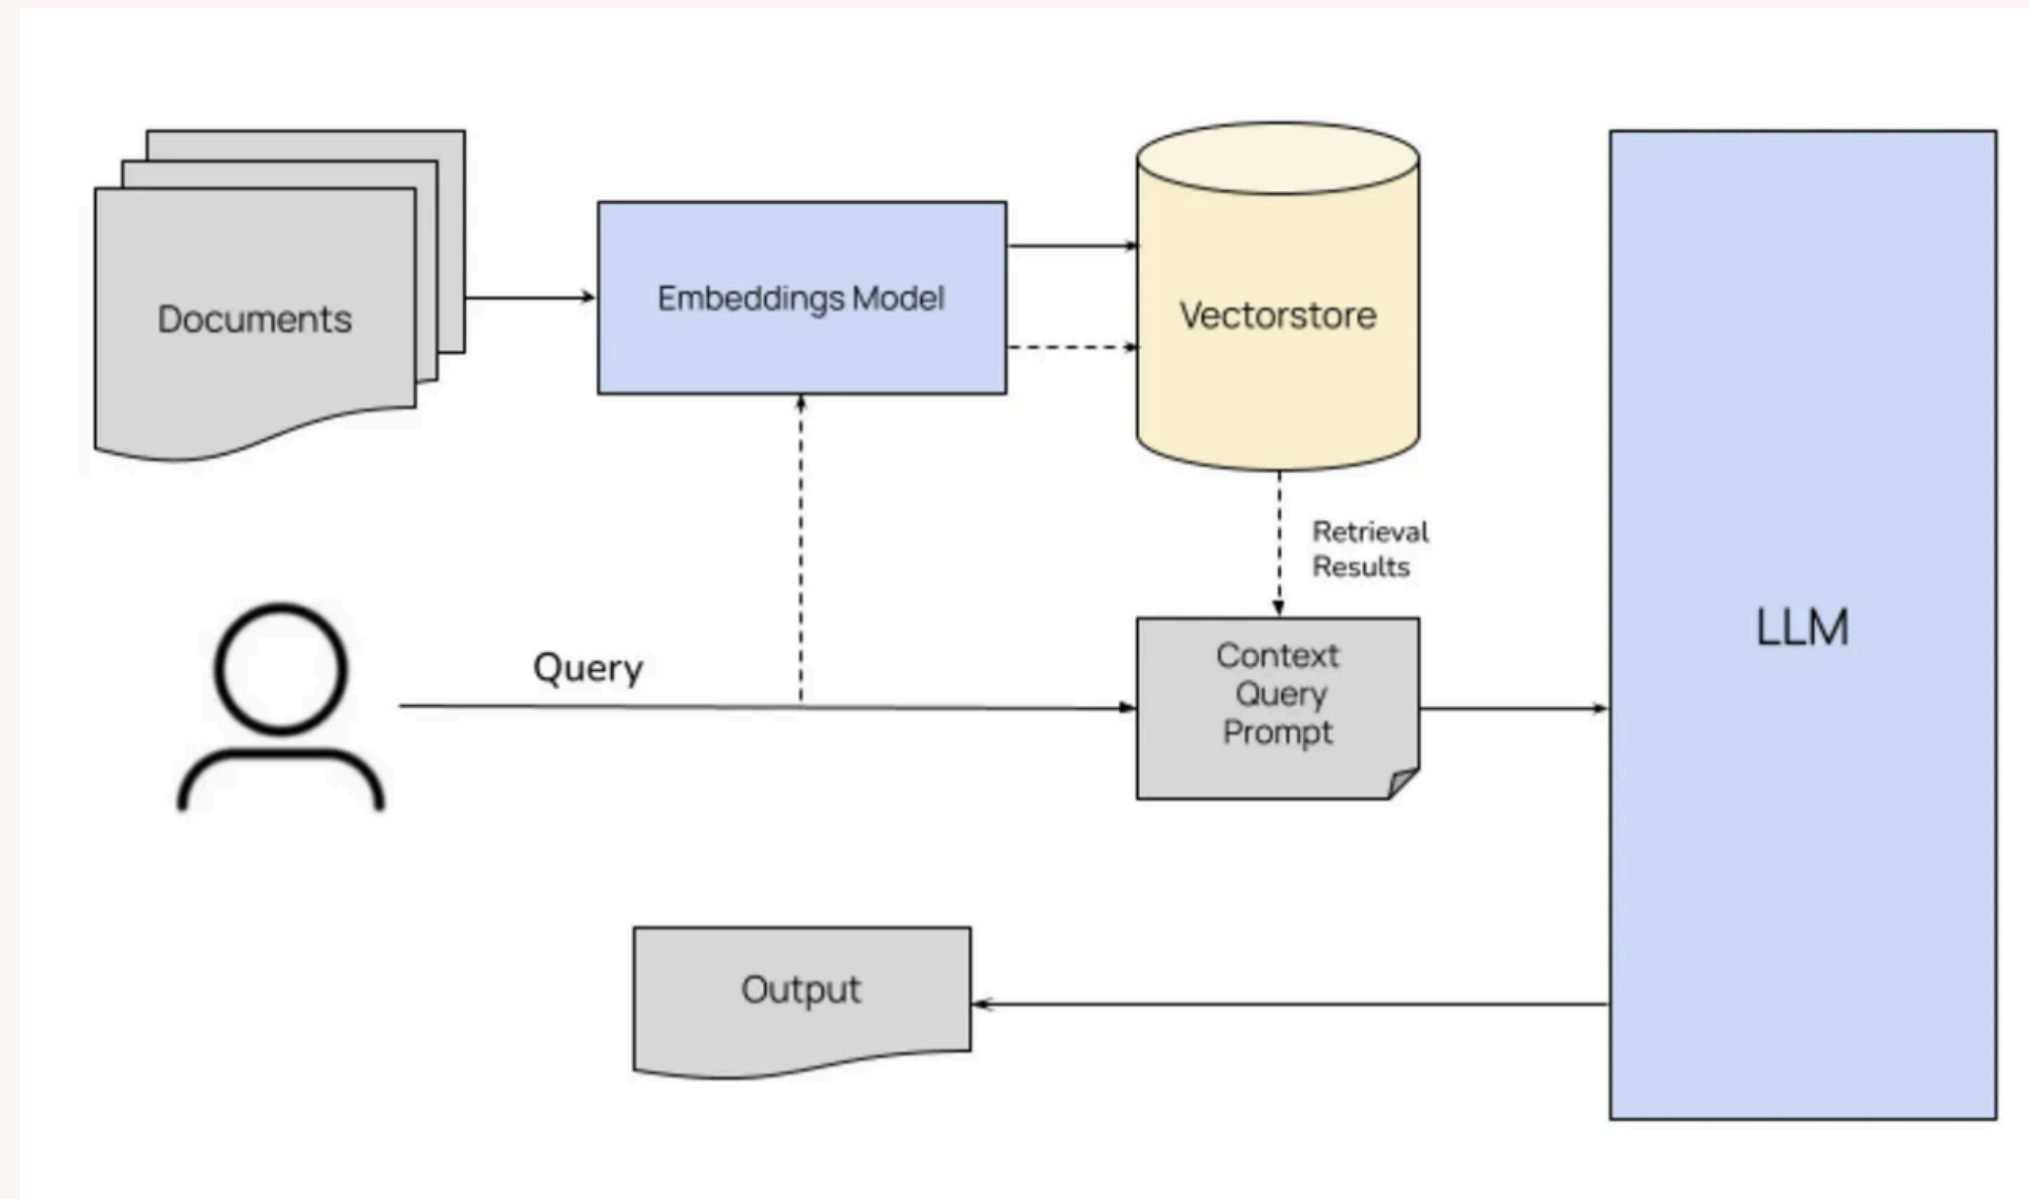 Documents
Embeddings Model
Vectorstore
Retrieval
Results
LLM
Query
Context
Query
Prompt
Output